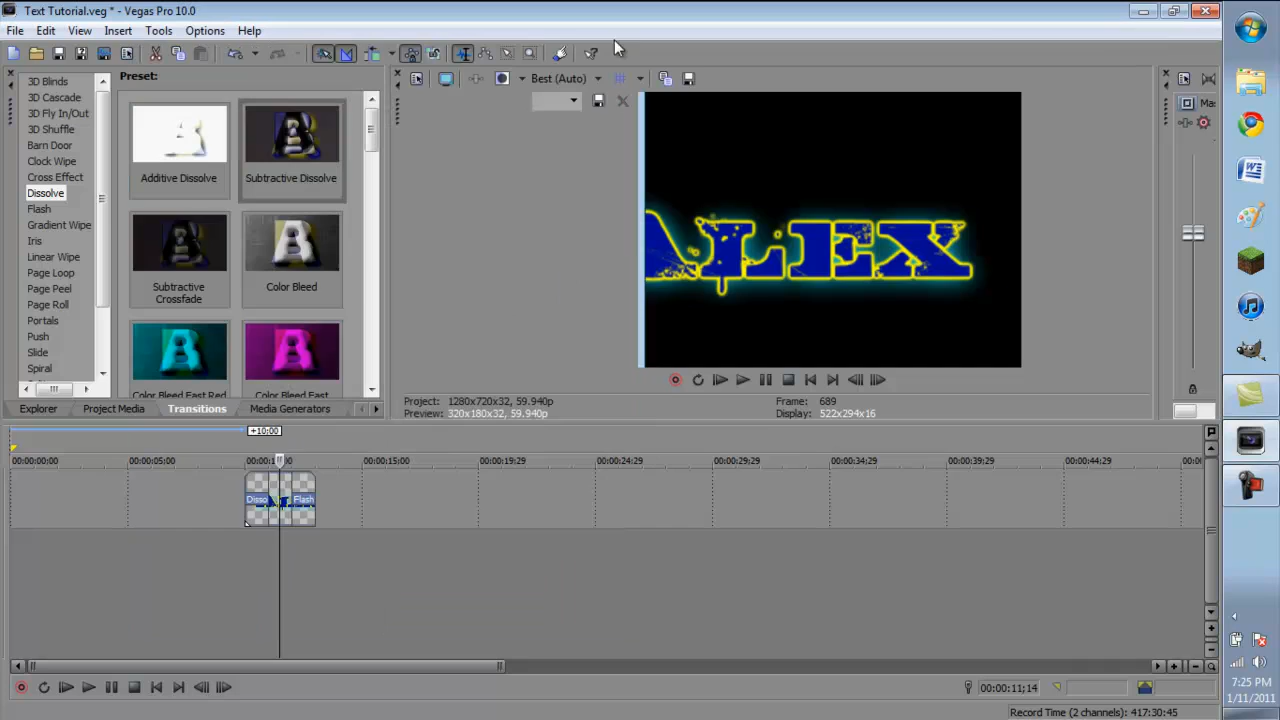 Text Tutorial.veg * - Vegas Pro 10.0
File Edit View Insert Tools Options Help
Preset:
Best (Auto)
3D Blinds
3D Cascade
3D Fly In/Out
3D Shuffle
Barn Door
Clock Wipe
Cross Effect
Dissolve
Flash
Gradient Wipe
Iris
Linear Wipe
Page Loop
Page Peel
Page Roll
Portals
Push
Slide
Spiral
Additive Dissolve
Subtractive Dissolve
Subtractive Crossfade
Color Bleed
Color Bleed East Red
Color Bleed East
Mas
ALEX
Explorer
Project Media
Transitions
Media Generators
Project: 1280x720x32, 59.940p
Preview: 320x180x32, 59.940p
Frame: 689
Display: 522x294x16
+10;00
00:00:00;00
00:00:05;00
00:00:15;00
00:00:19;29
00:00:24;29
00:00:29;29
00:00:34;29
00:00:39;29
00:00:44;29
Disso
Flash
00:00:11;14
Record Time (2 channels): 417:30:45
7:25 PM
1/11/2011